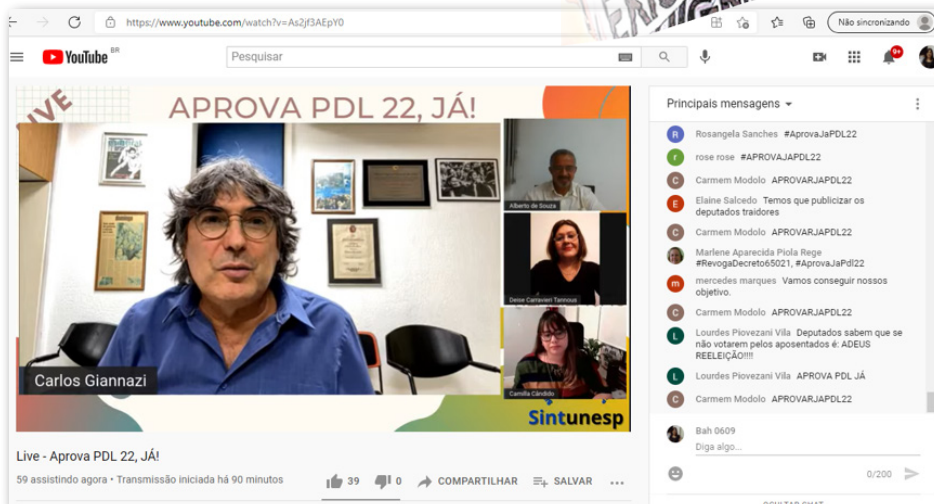 https://www.youtube.com/watch?v=As2jf3AEpY0
Não sincronizando
YouTube BR
Pesquisar
9+
LIVE
APROVA PDL 22, JÁ!
Carlos Giannazi
Alberto de Souza
Deise Carravieri Tannous
Camilla Cândido
Sintunesp
Live - Aprova PDL 22, JÁ!
59 assistindo agora • Transmissão iniciada há 90 minutos
39
0
COMPARTILHAR
SALVAR
Principais mensagens
R Rosangela Sanches #AprovaJaPDL22
r rose rose #APROVAJAPDL22
C Carmem Modolo APROVARJAPDL22
E Elaine Salcedo Temos que publicizar os
deputados traidores
C Carmem Modolo APROVARJAPDL22
Marlene Aparecida Piola Rege
#RevogaDecreto65021, #AprovaJaPdl22
m mercedes marques Vamos conseguir nossos
objetivo.
C Carmem Modolo APROVARJAPDL22
L Lourdes Piovezani Vila Deputados sabem que se
não votarem pelos aposentados é: ADEUS
REELEIÇÃO!!!!
L Lourdes Piovezani Vila APROVA PDL JÁ
C Carmem Modolo APROVARJAPDL22
Bah 0609
Diga algo...
0/200
OCULTAR CHAT